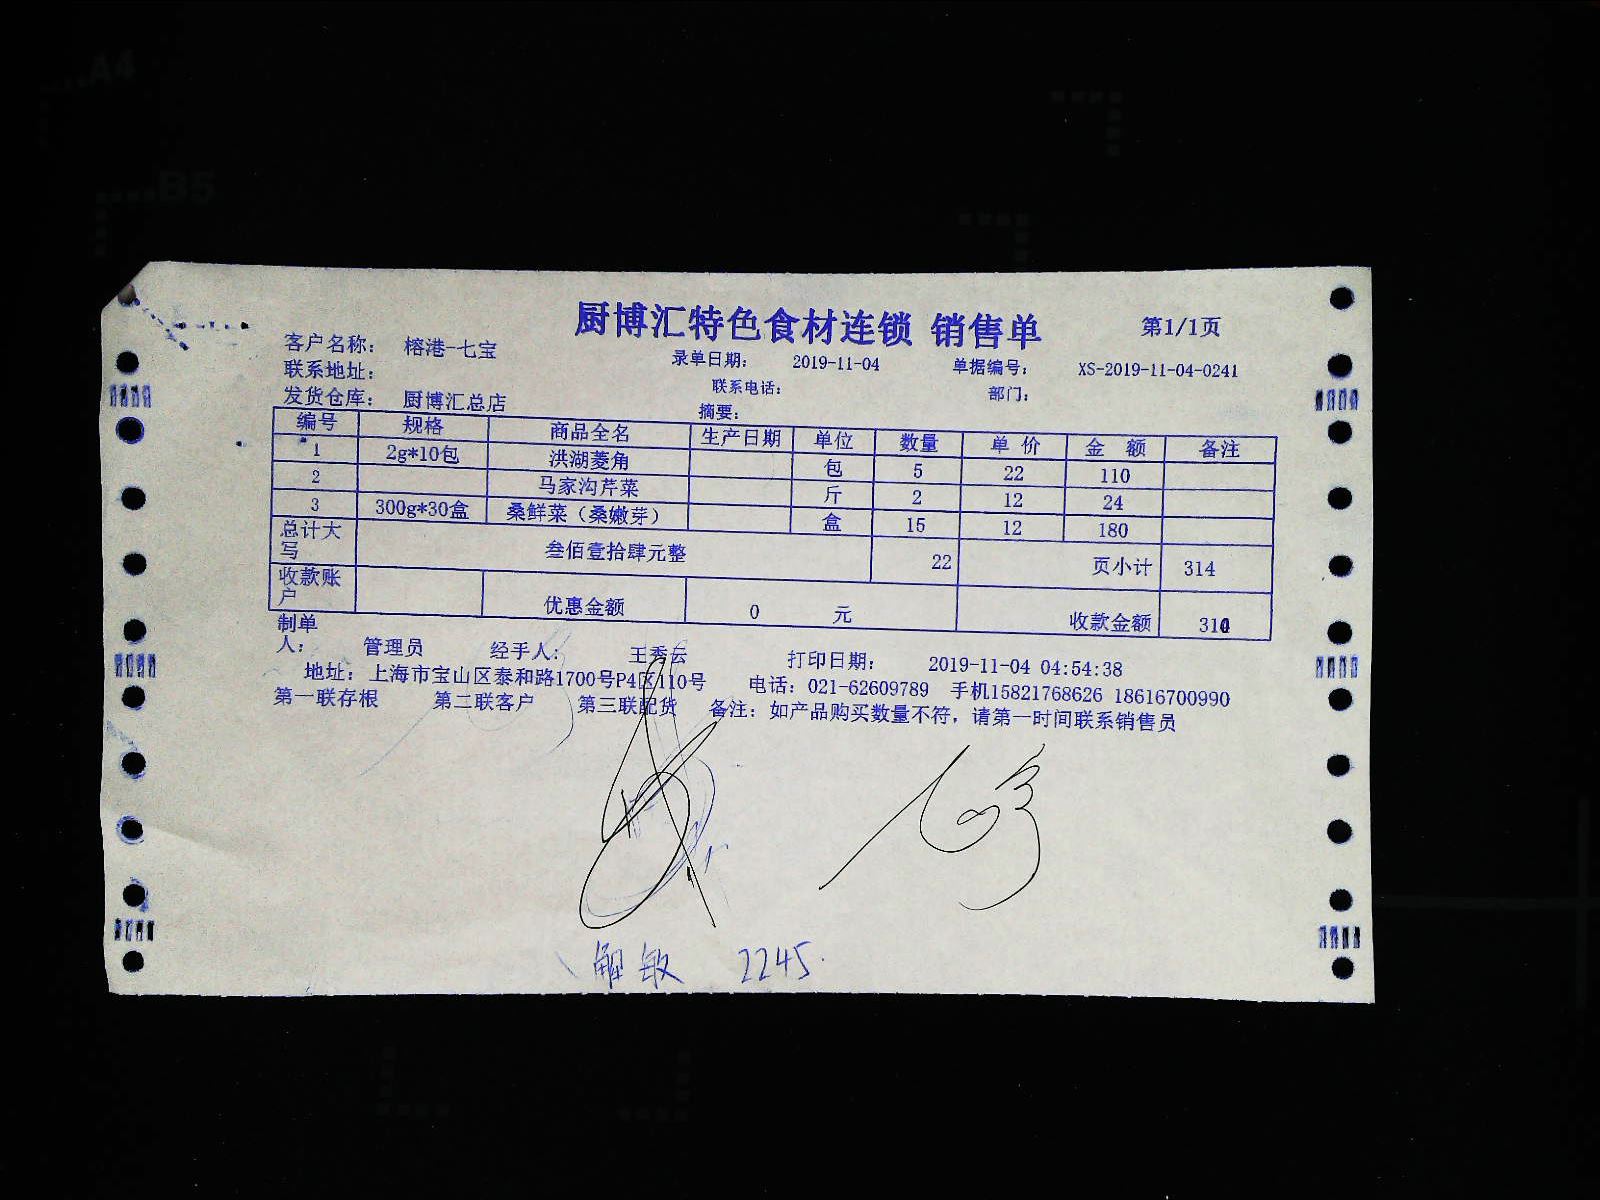 A4
B5
厨博汇特色食材连锁 销售单 第1/1页
客户名称： 榕港-七宝 录单日期： 2019-11-04 单据编号： XS-2019-11-04-0241
联系地址： 联系电话： 部门：
发货仓库： 厨博汇总店 摘要：
编号 规格 商品全名 生产日期 单位 数量 单 价 金 额 备注
1 2g*10包 洪湖菱角 包 5 22 110
2 马家沟芹菜 斤 2 12 24
3 300g*30盒 桑鲜菜（桑嫩芽） 盒 15 12 180
总计大写 叁佰壹拾肆元整 22 页小计 314
收款账户 优惠金额 0 元 收款金额 314
制单人： 管理员 经手人： 王秀云 打印日期： 2019-11-04 04:54:38
地址：上海市宝山区泰和路1700号P4区110号 电话：021-62609789 手机15821768626 18616700990
第一联存根 第二联客户 第三联配货 备注：如产品购买数量不符，请第一时间联系销售员
解敏 2245.